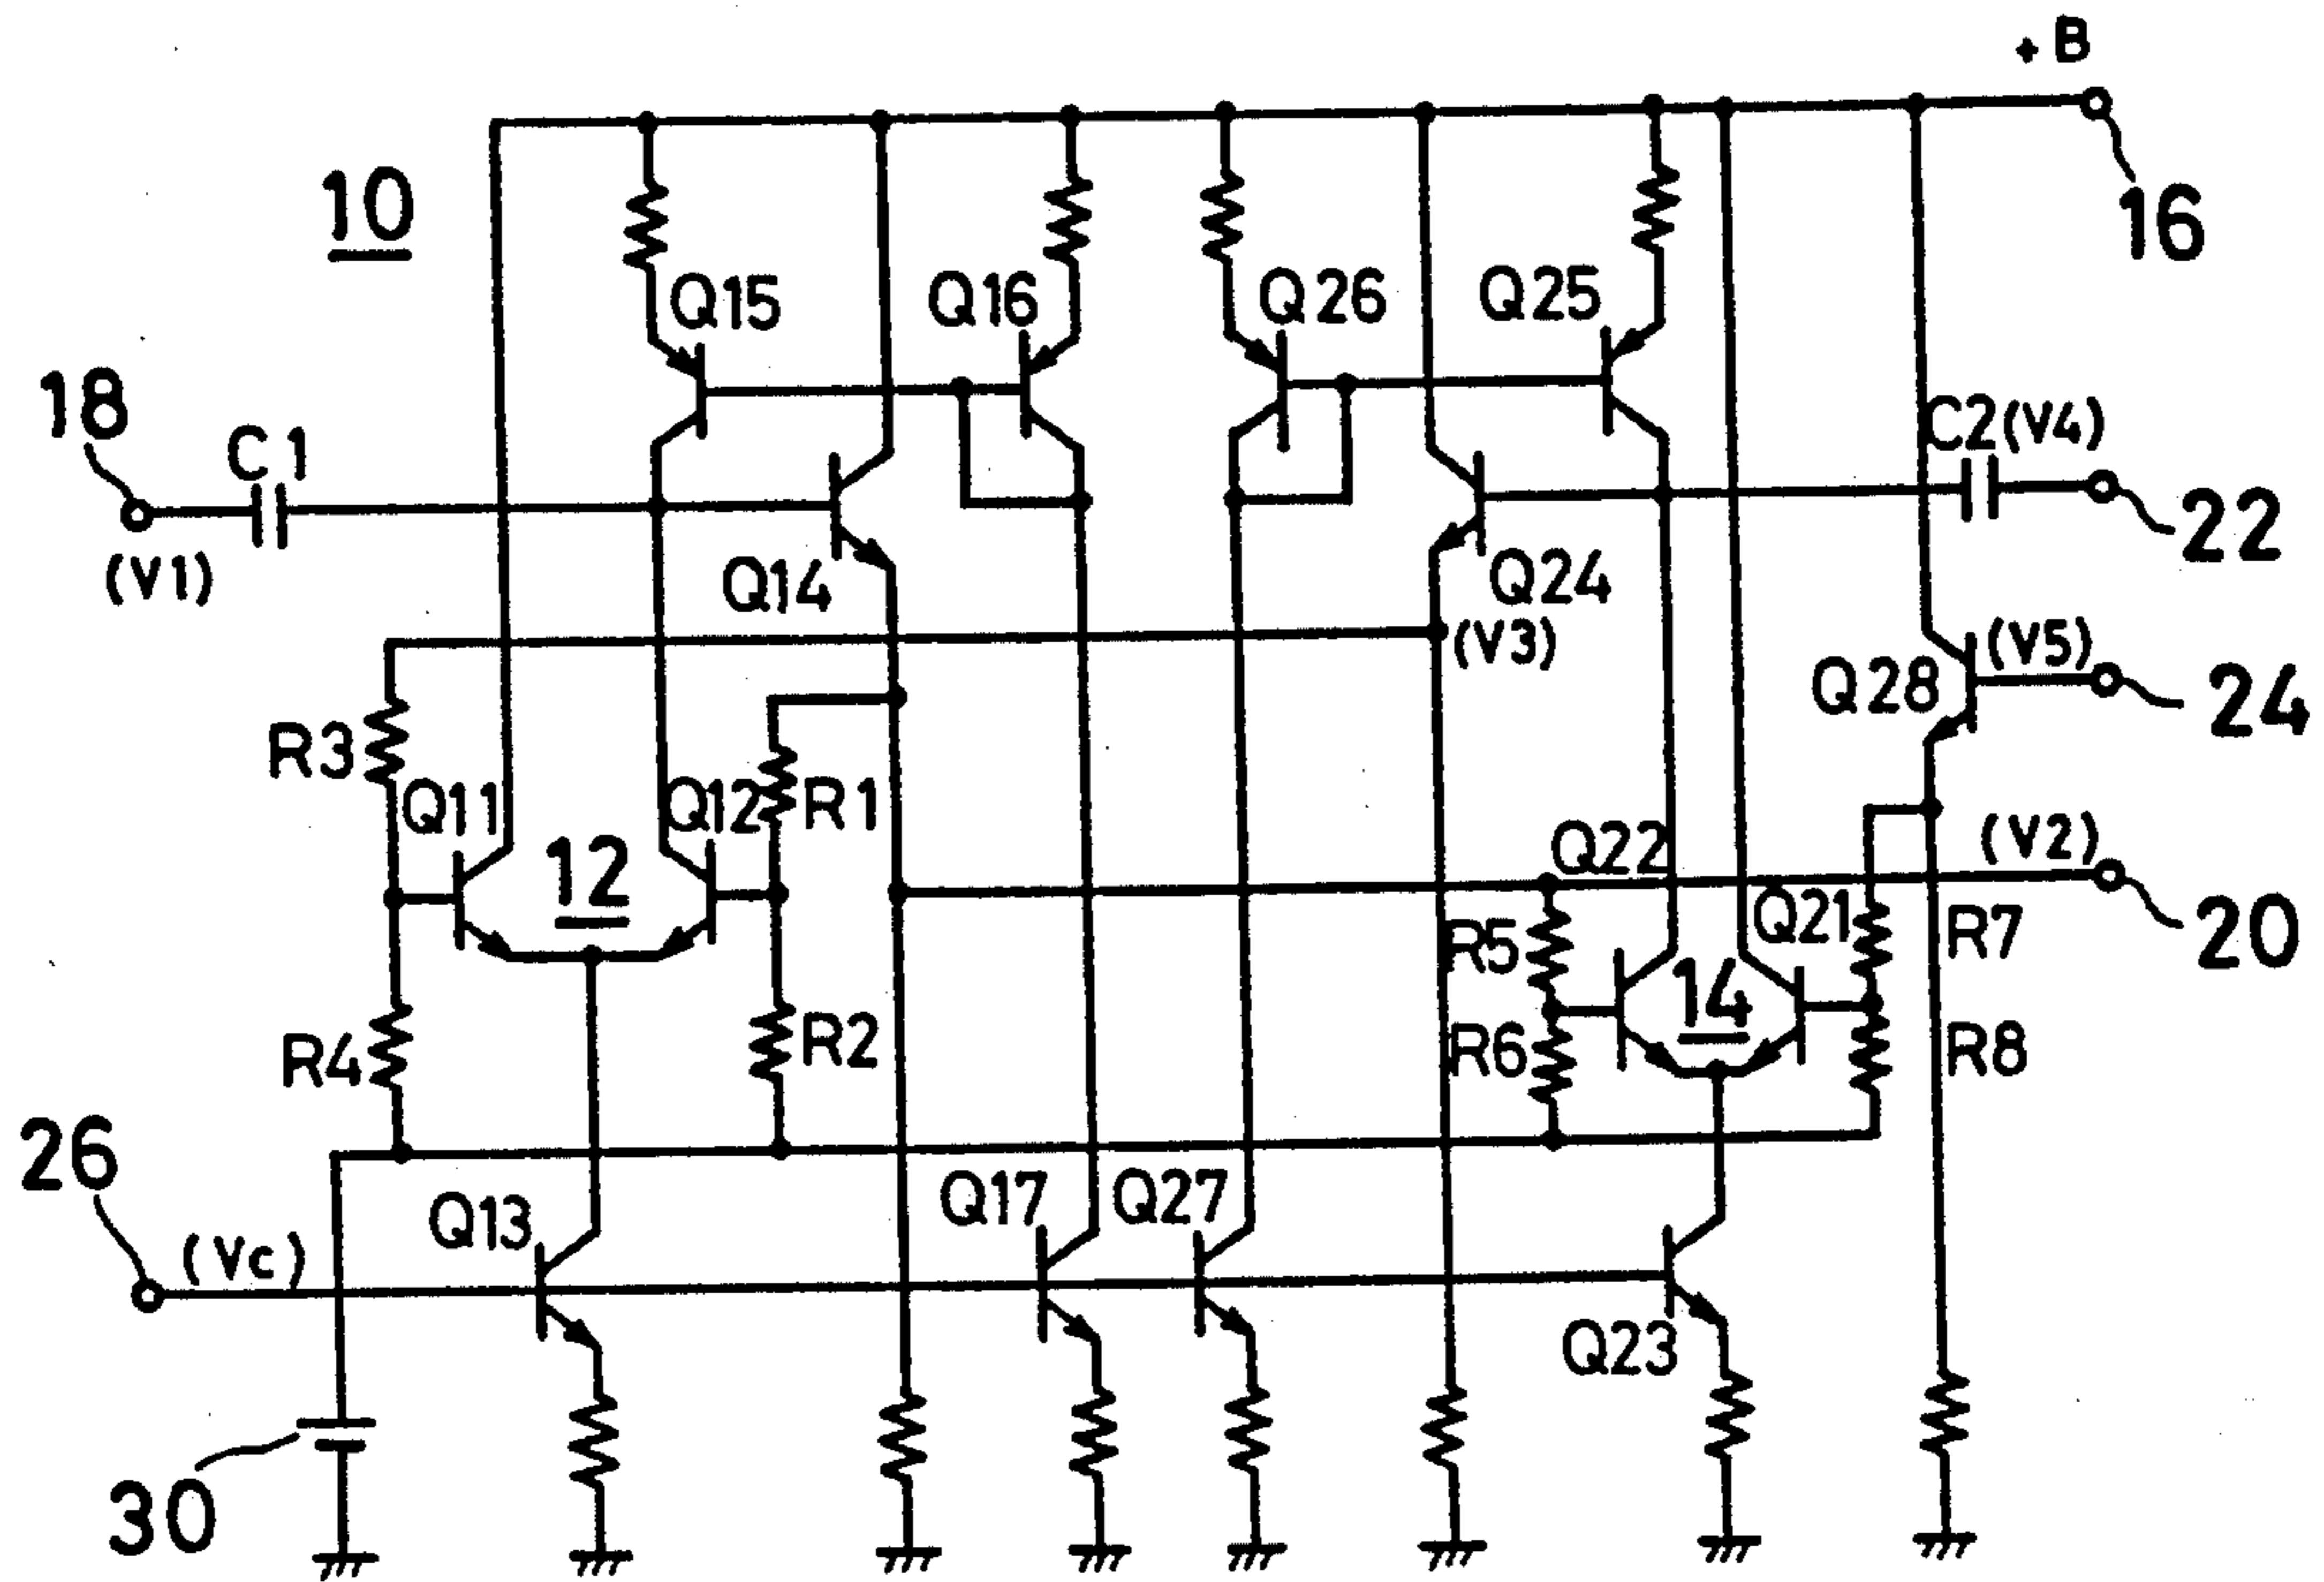 +B
10
16
Q15
Q16
Q26
Q25
18
C1
C2(V4)
22
(V1)
Q14
Q24
(V3)
(V5)
Q28
24
R3
Q11
Q12
R1
12
Q22
(V2)
Q21
20
R5
R7
14
R4
R2
R6
R8
26
(Vc)
Q13
Q17
Q27
Q23
30